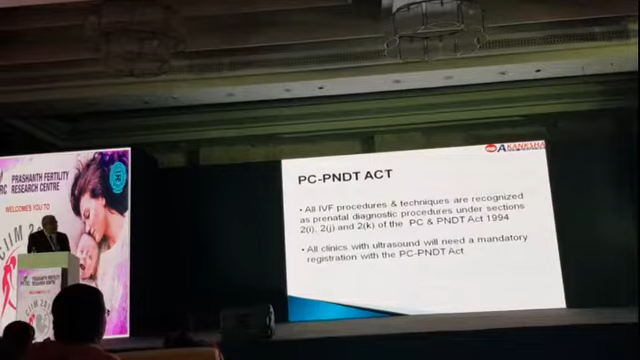 PRASHANTH FERTILITY
RESEARCH CENTRE
WELCOMES YOU TO
CIIM
AKANKSHA
PC-PNDT ACT
• All IVF procedures & techniques are recognized
as prenatal diagnostic procedures under sections
2(i), 2(j) and 2(k) of the PC & PNDT Act 1994
• All clinics with ultrasound will need a mandatory
registration with the PC-PNDT Act